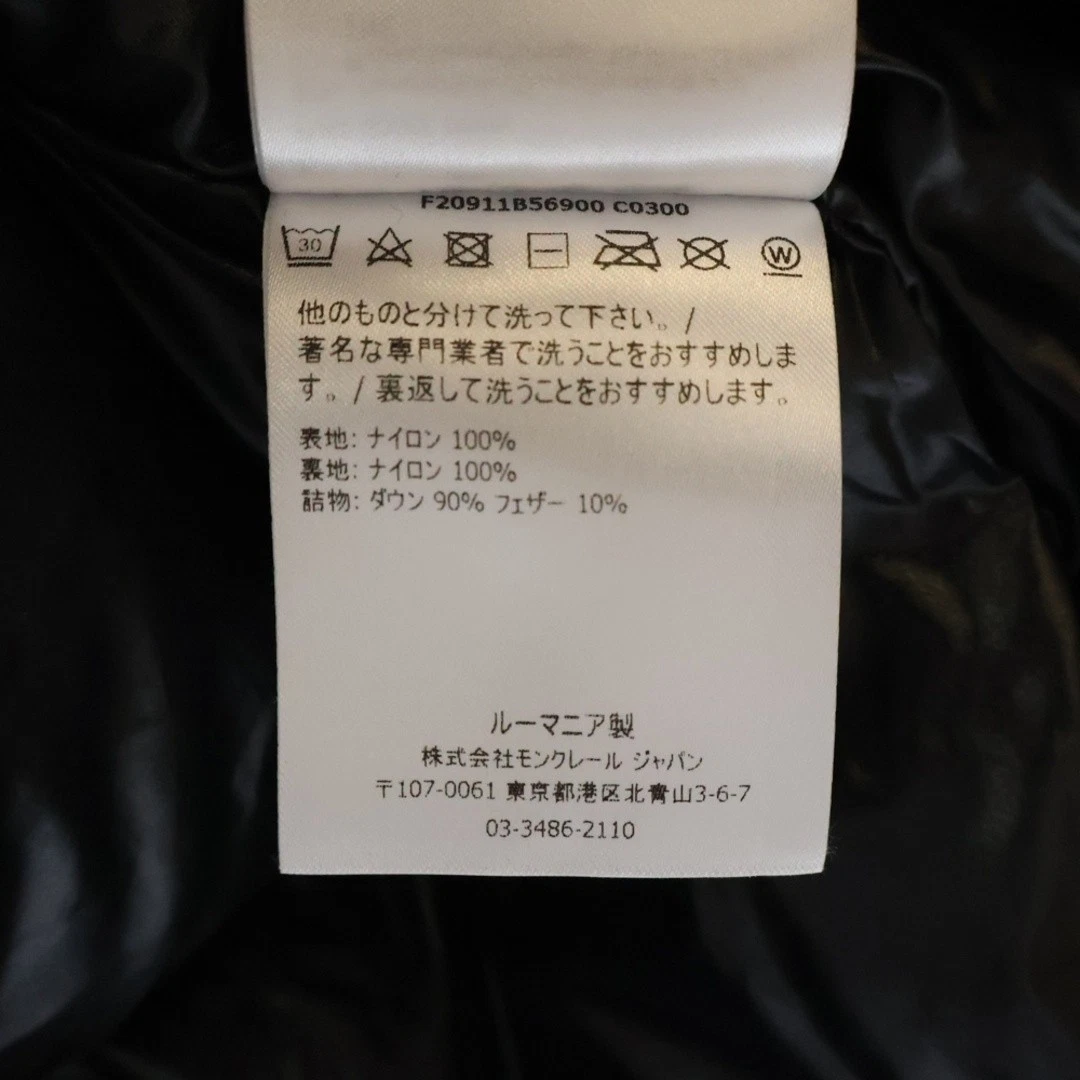 F20911B56900 C0300
30
W
他のものと分けて洗って下さい。/
著名な専門業者で洗うことをおすすめしま
す。/ 裏返して洗うことをおすすめします。
表地: ナイロン 100%
裏地: ナイロン 100%
詰物: ダウン 90% フェザー 10%
ルーマニア製
株式会社モンクレール ジャパン
〒107-0061 東京都港区北青山3-6-7
03-3486-2110